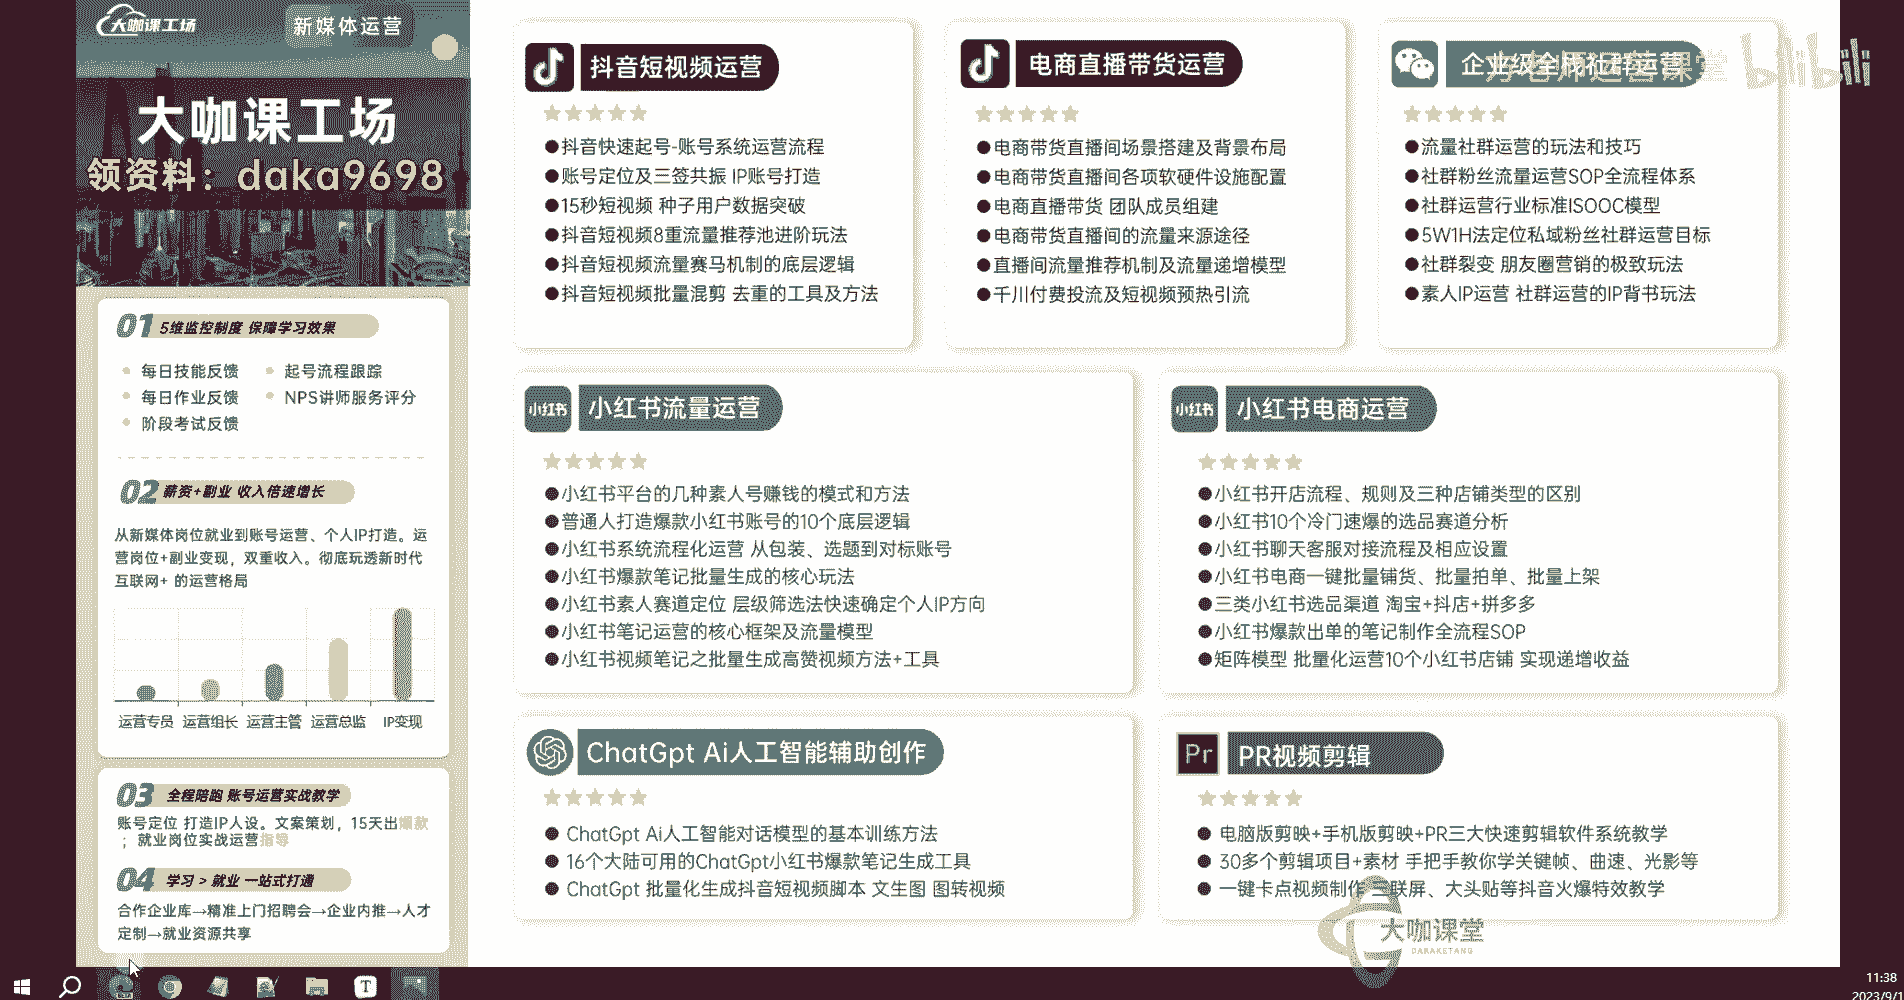 大咖课工场
新媒体运营
大咖课工场
领资料：daka9698
01 5维监控制度 保障学习效果
每日技能反馈
起号流程跟踪
每日作业反馈
NPS讲师服务评分
阶段考试反馈
02 薪资+副业 收入倍速增长
从新媒体岗位就业到账号运营、个人IP打造。运
营岗位+副业变现，双重收入。彻底玩透新时代
互联网+ 的运营格局
运营专员 运营组长 运营主管 运营总监 IP变现
03 全程陪跑 账号运营实战教学
账号定位 打造IP人设。文案策划，15天出爆款
；就业岗位实战运营指导
04 学习 > 就业 一站式打通
合作企业库→精准上门招聘会→企业内推→人才
定制→就业资源共享
抖音短视频运营
●抖音快速起号-账号系统运营流程
●账号定位及三签共振 IP账号打造
●15秒短视频 种子用户数据突破
●抖音短视频8重流量推荐池进阶玩法
●抖音短视频流量赛马机制的底层逻辑
●抖音短视频批量混剪 去重的工具及方法
电商直播带货运营
●电商带货直播间场景搭建及背景布局
●电商带货直播间各项软硬件设施配置
●电商直播带货 团队成员组建
●电商带货直播间的流量来源途径
●直播间流量推荐机制及流量递增模型
●千川付费投流及短视频预热引流
企业级全栈社群运营
方老师运营课堂 bilibili
●流量社群运营的玩法和技巧
●社群粉丝流量运营SOP全流程体系
●社群运营行业标准ISOOC模型
●5W1H法定位私域粉丝社群运营目标
●社群裂变 朋友圈营销的极致玩法
●素人IP运营 社群运营的IP背书玩法
小红书
小红书流量运营
●小红书平台的几种素人号赚钱的模式和方法
●普通人打造爆款小红书账号的10个底层逻辑
●小红书系统流程化运营 从包装、选题到对标账号
●小红书爆款笔记批量生成的核心玩法
●小红书素人赛道定位 层级筛选法快速确定个人IP方向
●小红书笔记运营的核心框架及流量模型
●小红书视频笔记之批量生成高赞视频方法+工具
小红书
小红书电商运营
●小红书开店流程、规则及三种店铺类型的区别
●小红书10个冷门速爆的选品赛道分析
●小红书聊天客服对接流程及相应设置
●小红书电商一键批量铺货、批量拍单、批量上架
●三类小红书选品渠道 淘宝+抖店+拼多多
●小红书爆款出单的笔记制作全流程SOP
●矩阵模型 批量化运营10个小红书店铺 实现递增收益
ChatGpt Ai人工智能辅助创作
● ChatGpt Ai人工智能对话模型的基本训练方法
● 16个大陆可用的ChatGpt小红书爆款笔记生成工具
● ChatGpt 批量化生成抖音短视频脚本 文生图 图转视频
Pr
PR视频剪辑
● 电脑版剪映+手机版剪映+PR三大快速剪辑软件系统教学
● 30多个剪辑项目+素材 手把手教你学关键帧、曲速、光影等
● 一键卡点视频制作 三联屏、大头贴等抖音火爆特效教学
大咖课堂
DAKAKETANG
BETA
T
11:38
2023/9/1